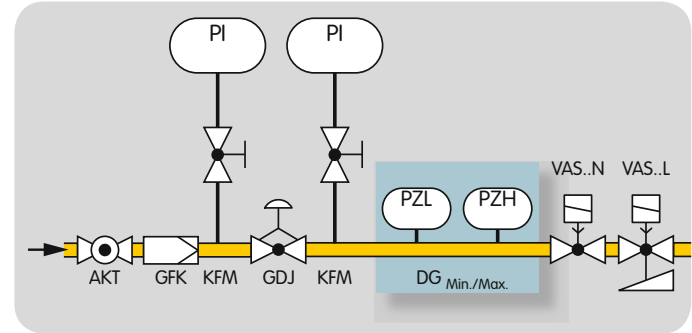 PI PI
VAS..N VAS..L
PZL PZH
AKT GFK KFM GDJ KFM DG Min./Max.